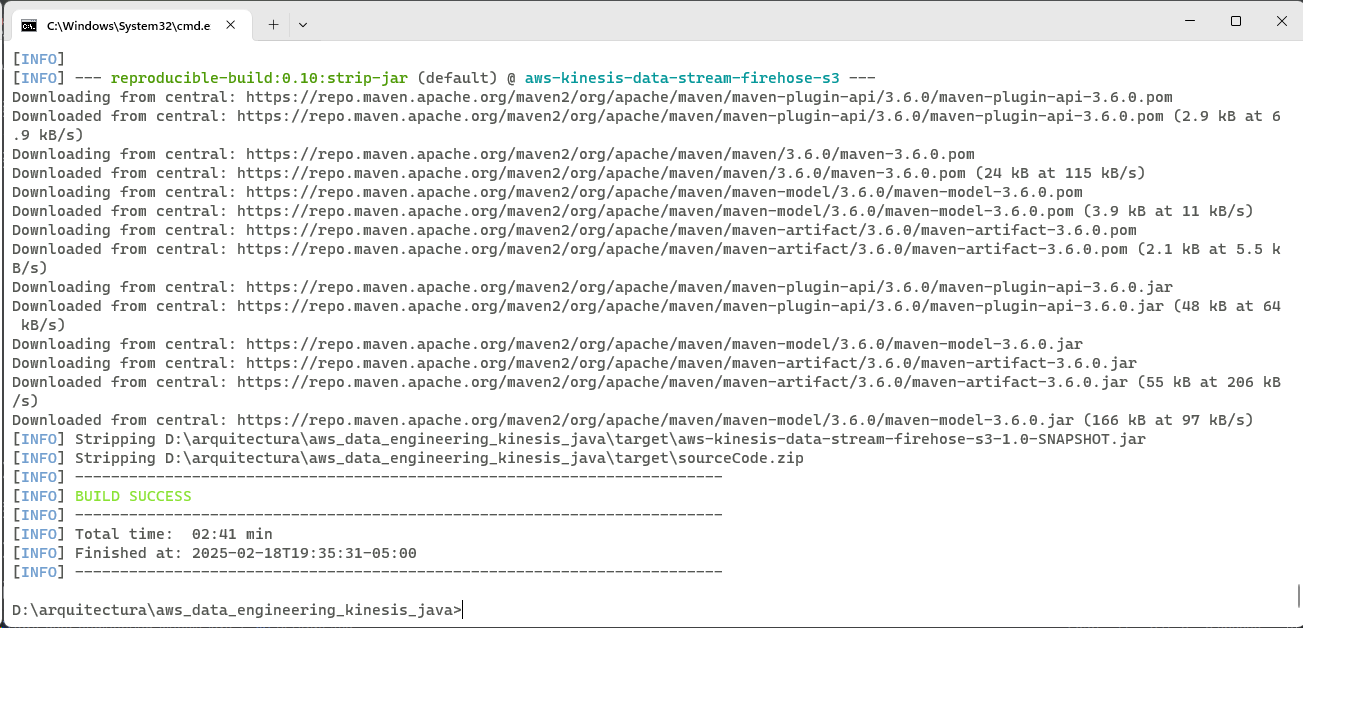 C:\Windows\System32\cmd.e
[INFO]
[INFO] --- reproducible-build:0.10:strip-jar (default) @ aws-kinesis-data-stream-firehose-s3 ---
Downloading from central: https://repo.maven.apache.org/maven2/org/apache/maven/maven-plugin-api/3.6.0/maven-plugin-api-3.6.0.pom
Downloaded from central: https://repo.maven.apache.org/maven2/org/apache/maven/maven-plugin-api/3.6.0/maven-plugin-api-3.6.0.pom (2.9 kB at 6
.9 kB/s)
Downloading from central: https://repo.maven.apache.org/maven2/org/apache/maven/maven/3.6.0/maven-3.6.0.pom
Downloaded from central: https://repo.maven.apache.org/maven2/org/apache/maven/maven/3.6.0/maven-3.6.0.pom (24 kB at 115 kB/s)
Downloading from central: https://repo.maven.apache.org/maven2/org/apache/maven/maven-model/3.6.0/maven-model-3.6.0.pom
Downloaded from central: https://repo.maven.apache.org/maven2/org/apache/maven/maven-model/3.6.0/maven-model-3.6.0.pom (3.9 kB at 11 kB/s)
Downloading from central: https://repo.maven.apache.org/maven2/org/apache/maven/maven-artifact/3.6.0/maven-artifact-3.6.0.pom
Downloaded from central: https://repo.maven.apache.org/maven2/org/apache/maven/maven-artifact/3.6.0/maven-artifact-3.6.0.pom (2.1 kB at 5.5 k
B/s)
Downloading from central: https://repo.maven.apache.org/maven2/org/apache/maven/maven-plugin-api/3.6.0/maven-plugin-api-3.6.0.jar
Downloaded from central: https://repo.maven.apache.org/maven2/org/apache/maven/maven-plugin-api/3.6.0/maven-plugin-api-3.6.0.jar (48 kB at 64
 kB/s)
Downloading from central: https://repo.maven.apache.org/maven2/org/apache/maven/maven-model/3.6.0/maven-model-3.6.0.jar
Downloading from central: https://repo.maven.apache.org/maven2/org/apache/maven/maven-artifact/3.6.0/maven-artifact-3.6.0.jar
Downloaded from central: https://repo.maven.apache.org/maven2/org/apache/maven/maven-artifact/3.6.0/maven-artifact-3.6.0.jar (55 kB at 206 kB
/s)
Downloaded from central: https://repo.maven.apache.org/maven2/org/apache/maven/maven-model/3.6.0/maven-model-3.6.0.jar (166 kB at 97 kB/s)
[INFO] Stripping D:\arquitectura\aws_data_engineering_kinesis_java\target\aws-kinesis-data-stream-firehose-s3-1.0-SNAPSHOT.jar
[INFO] Stripping D:\arquitectura\aws_data_engineering_kinesis_java\target\sourceCode.zip
[INFO] ------------------------------------------------------------------------
[INFO] BUILD SUCCESS
[INFO] ------------------------------------------------------------------------
[INFO] Total time:  02:41 min
[INFO] Finished at: 2025-02-18T19:35:31-05:00
[INFO] ------------------------------------------------------------------------
D:\arquitectura\aws_data_engineering_kinesis_java>